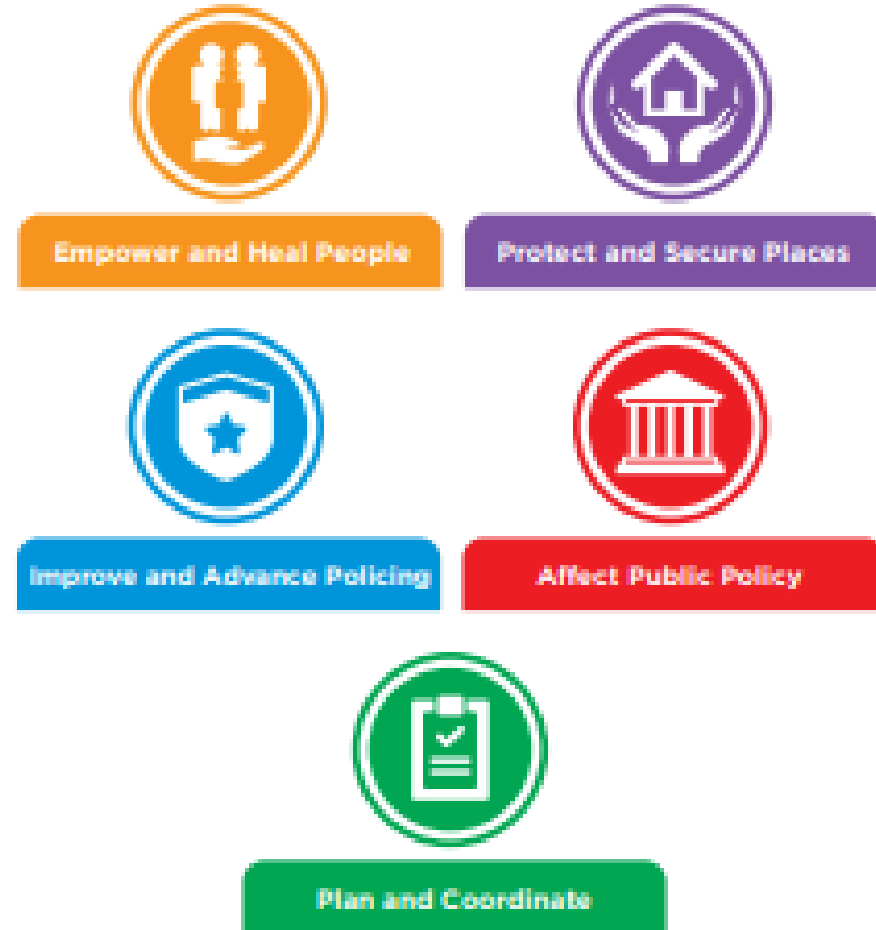 Empower and Heal People
Protect and Secure Places
Improve and Advance Policing
Affect Public Policy
Plan and Coordinate